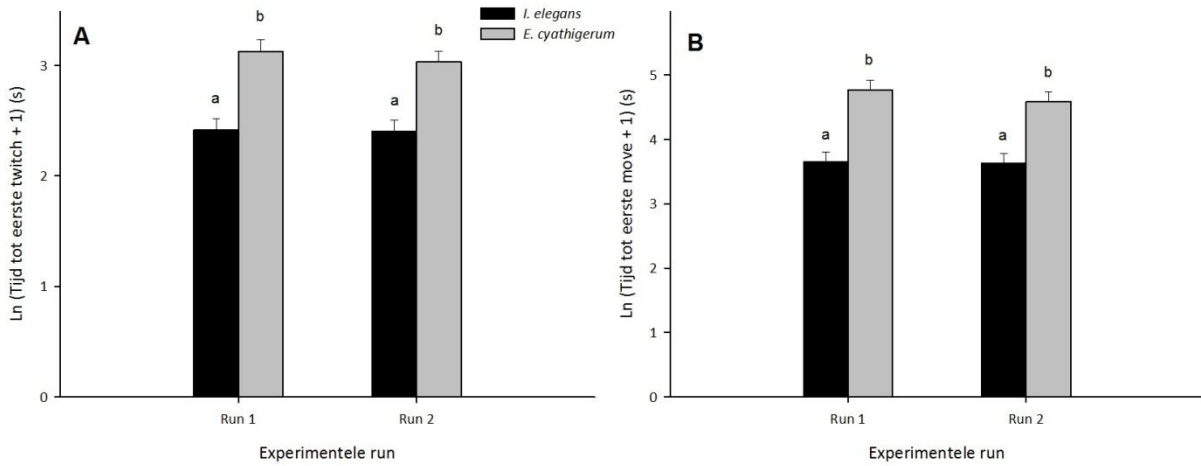 A
I. elegans
E. cyathigerum
Ln (Tijd tot eerste twitch + 1) (s)
3
2
1
0
a
b
a
b
Run 1
Run 2
Experimentele run
B
Ln (Tijd tot eerste move + 1) (s)
5
4
3
2
1
0
a
b
a
b
Run 1
Run 2
Experimentele run